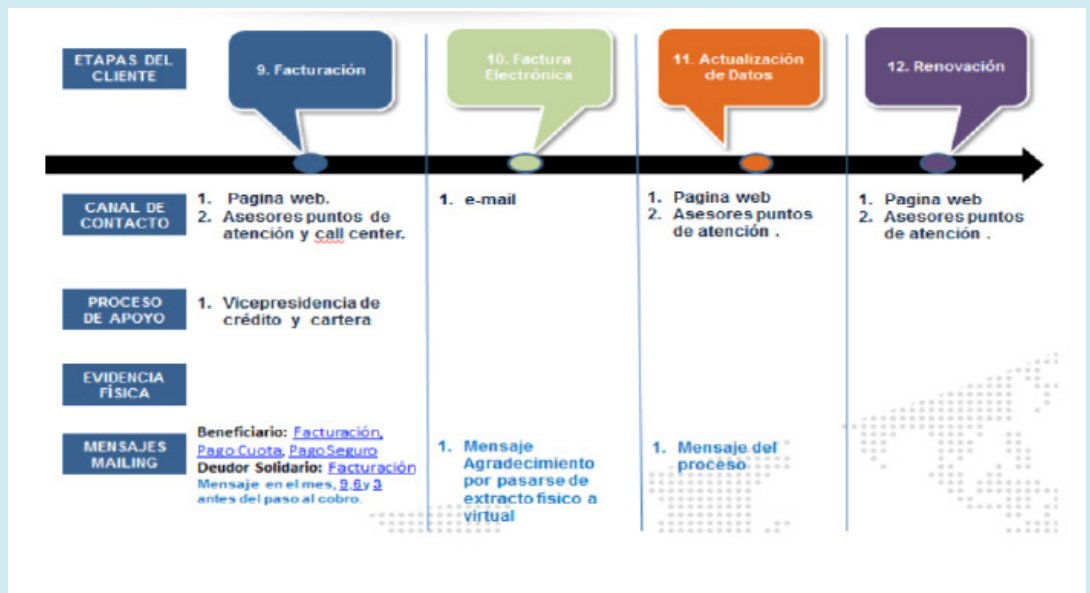 ETAPAS DEL
CLIENTE
9. Facturación
10. Factura
Electrónica
11. Actualización
de Datos
12. Renovación
CANAL DE
CONTACTO
1. Pagina web.
2. Asesores puntos de
atención y call center.
1. e-mail
1. Pagina web
2. Asesores puntos
de atención .
1. Pagina web
2. Asesores puntos
de atención .
PROCESO
DE APOYO
1. Vicepresidencia de
crédito y cartera
EVIDENCIA
FÍSICA
MENSAJES
MAILING
Beneficiario: Facturación,
Pago Cuota, Pago Seguro
Deudor Solidario: Facturación
Mensaje en el mes, 9,6y 3
antes del paso al cobro.
1. Mensaje
Agradecimiento
por pasarse de
extracto fisico a
virtual
1. Mensaje del
proceso